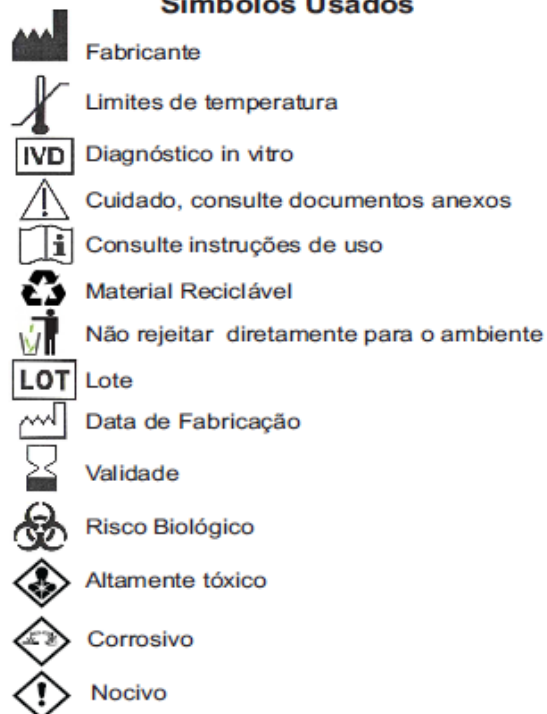 Símbolos Usados
Fabricante
Limites de temperatura
IVD Diagnóstico in vitro
Cuidado, consulte documentos anexos
i Consulte instruções de uso
Material Reciclável
Não rejeitar diretamente para o ambiente
LOT Lote
Data de Fabricação
Validade
Risco Biológico
Altamente tóxico
Corrosivo
Nocivo